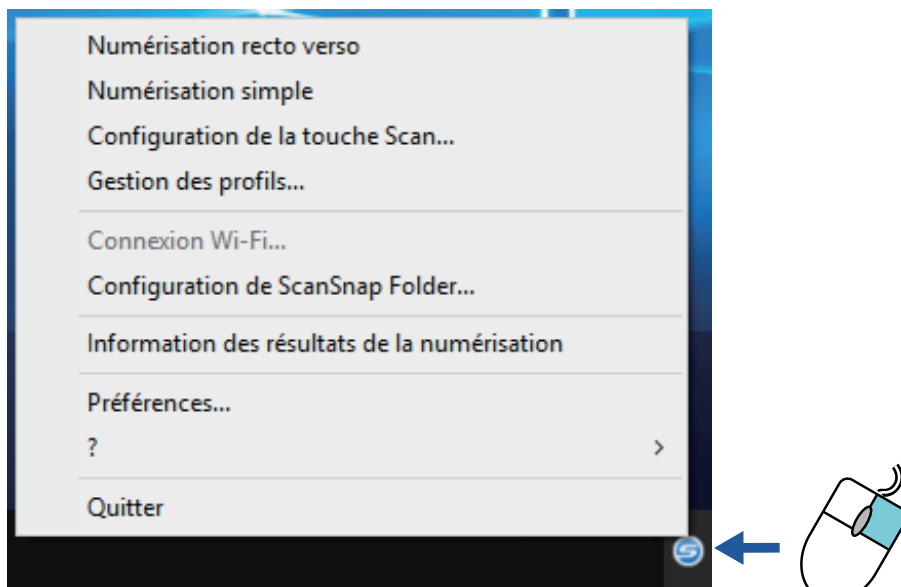 Numérisation recto verso
Numérisation simple
Configuration de la touche Scan...
Gestion des profils...
Connexion Wi-Fi...
Configuration de ScanSnap Folder...
Information des résultats de la numérisation
Préférences...
?
Quitter